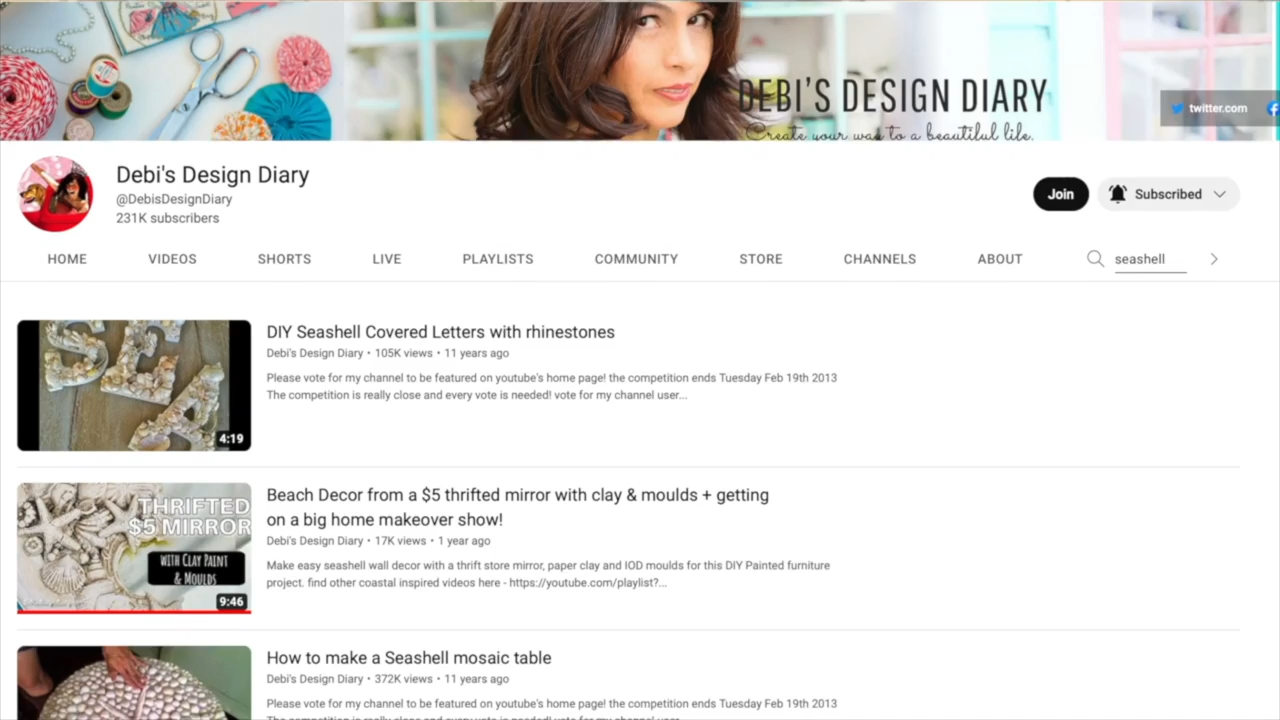 DEBI'S DESIGN DIARY
Create your way to a beautiful life.
twitter.com
Debi's Design Diary
@DebisDesignDiary
231K subscribers
Join
Subscribed
HOME VIDEOS SHORTS LIVE PLAYLISTS COMMUNITY STORE CHANNELS ABOUT seashell
SEA
4:19
DIY Seashell Covered Letters with rhinestones
Debi's Design Diary • 105K views • 11 years ago
Please vote for my channel to be featured on youtube's home page! the competition ends Tuesday Feb 19th 2013
The competition is really close and every vote is needed! vote for my channel user...
THRIFTED
$5 MIRROR
WITH CLAY PAINT
& MOULDS
9:46
Beach Decor from a $5 thrifted mirror with clay & moulds + getting
on a big home makeover show!
Debi's Design Diary • 17K views • 1 year ago
Make easy seashell wall decor with a thrift store mirror, paper clay and IOD moulds for this DIY Painted furniture
project. find other coastal inspired videos here - https://youtube.com/playlist?...
How to make a Seashell mosaic table
Debi's Design Diary • 372K views • 11 years ago
Please vote for my channel to be featured on youtube's home page! the competition ends Tuesday Feb 19th 2013